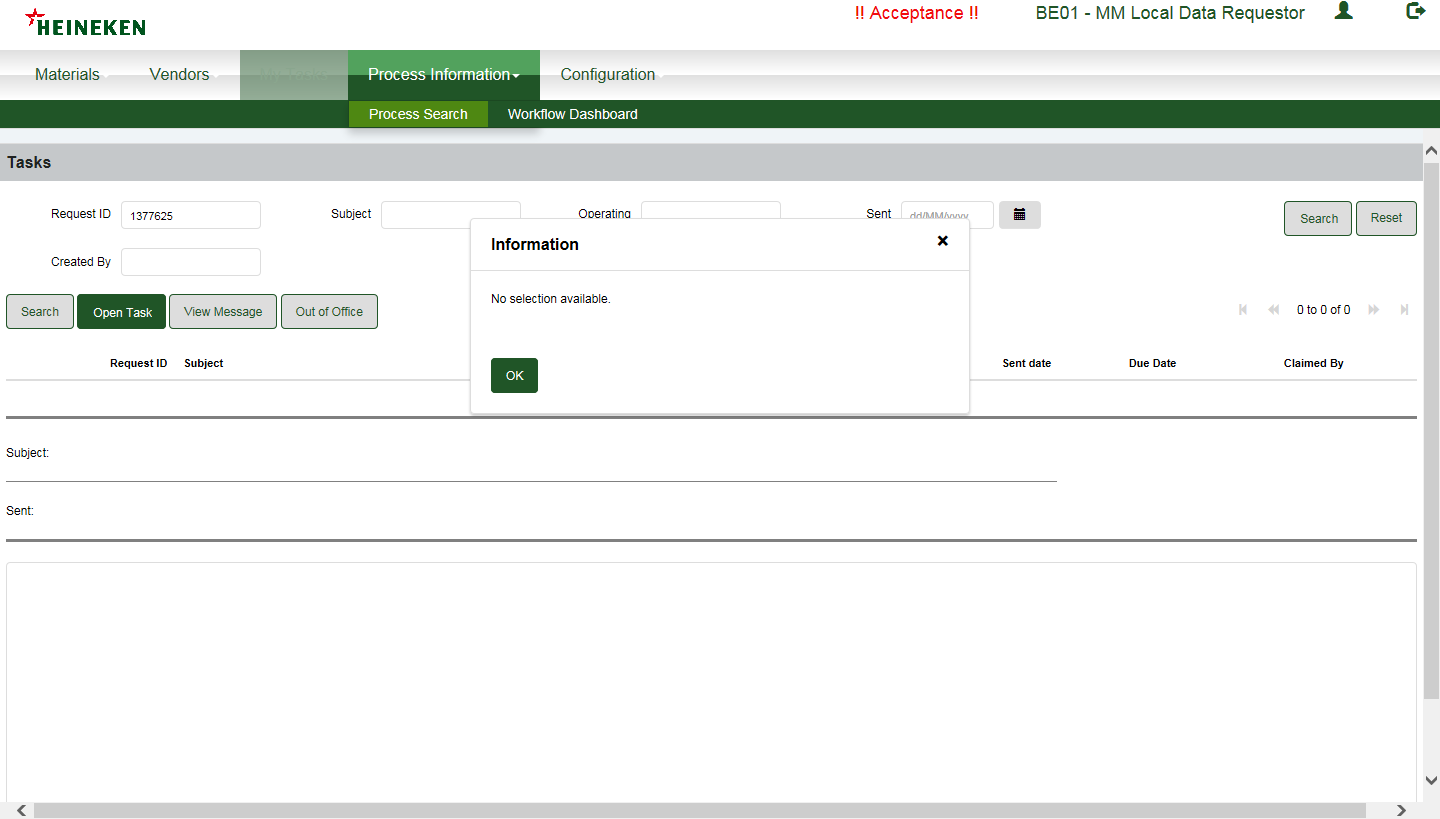 HEINEKEN
!! Acceptance !!
BE01 - MM Local Data Requestor
Materials
Vendors
Process Information
Configuration
Process Search
Workflow Dashboard
Tasks
Request ID
1377625
Subject
Operating
Sent
dd/MM/yyyy
Search
Reset
Created By
Information
No selection available.
OK
Search
Open Task
View Message
Out of Office
0 to 0 of 0
Request ID
Subject
Sent date
Due Date
Claimed By
Subject:
Sent: